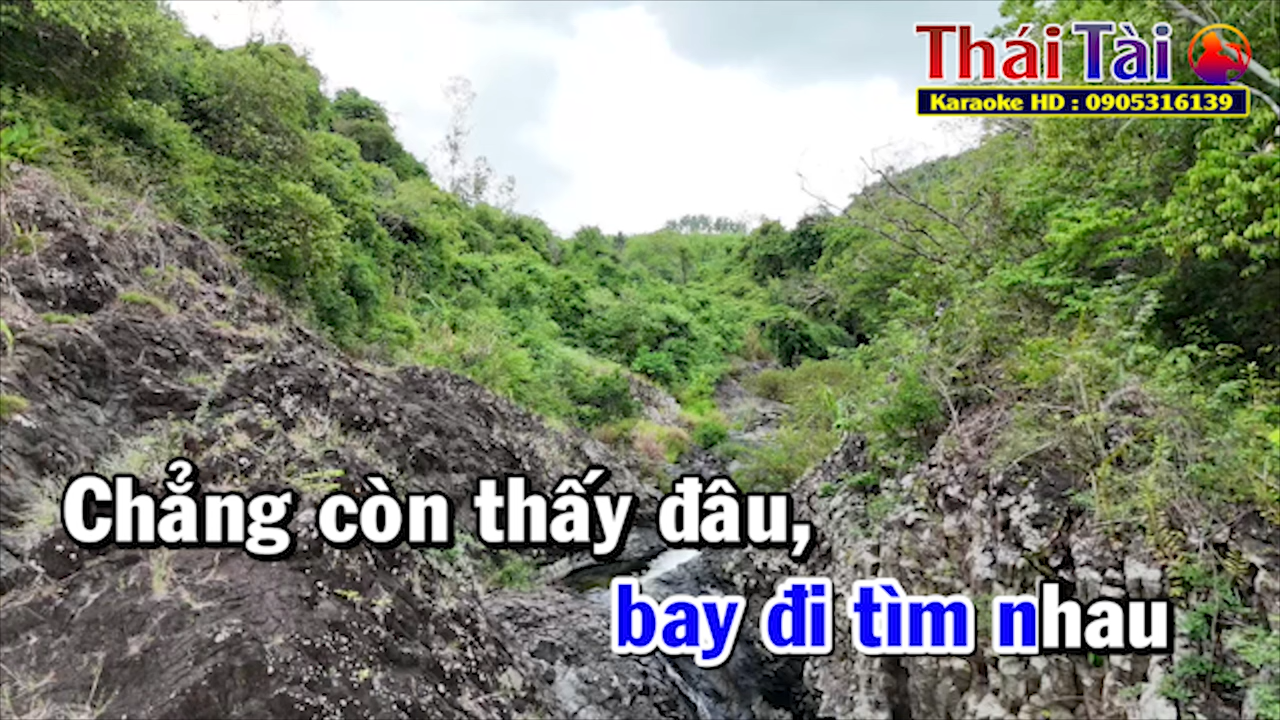 Thái Tài
Karaoke HD : 0905316139
Chẳng còn thấy đâu,
bay đi tìm nhau